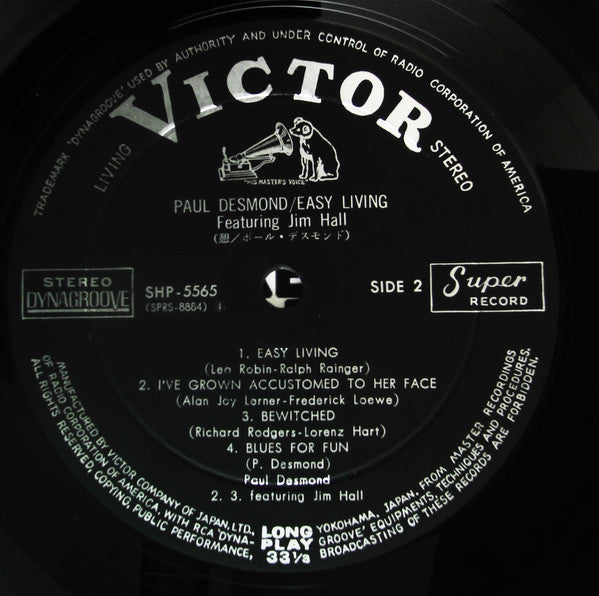 TRADEMARK "DYNAGROOVE" USED BY AUTHORITY AND UNDER CONTROL OF RADIO CORPORATION OF AMERICA
LIVING
VICTOR
STEREO
"HIS MASTER'S VOICE"
PAUL DESMOND/EASY LIVING
Featuring Jim Hall
(憩/ポール・デスモンド)
STEREO
DYNAGROOVE
SHP-5565
(SPRS-8884) 4
SIDE 2
Super
RECORD
1. EASY LIVING
(Leo Robin-Ralph Rainger)
2. I'VE GROWN ACCUSTOMED TO HER FACE
(Alan Jay Lerner-Frederick Loewe)
3. BEWITCHED
(Richard Rodgers-Lorenz Hart)
4. BLUES FOR FUN
(P. Desmond)
Paul Desmond
2. 3. featuring Jim Hall
MANUFACTURED BY VICTOR COMPANY OF JAPAN, LTD., YOKOHAMA, JAPAN, FROM MASTER RECORDINGS
OF RADIO CORPORATION OF AMERICA, WITH RCA 'DYNA-GROOVE' EQUIPMENTS, TECHNIQUES AND PROCEDURES.
ALL RIGHTS RESERVED, COPYING, PUBLIC PERFORMANCE, BROADCASTING OF THESE RECORDS ARE FORBIDDEN.
LONG
PLAY
33⅓